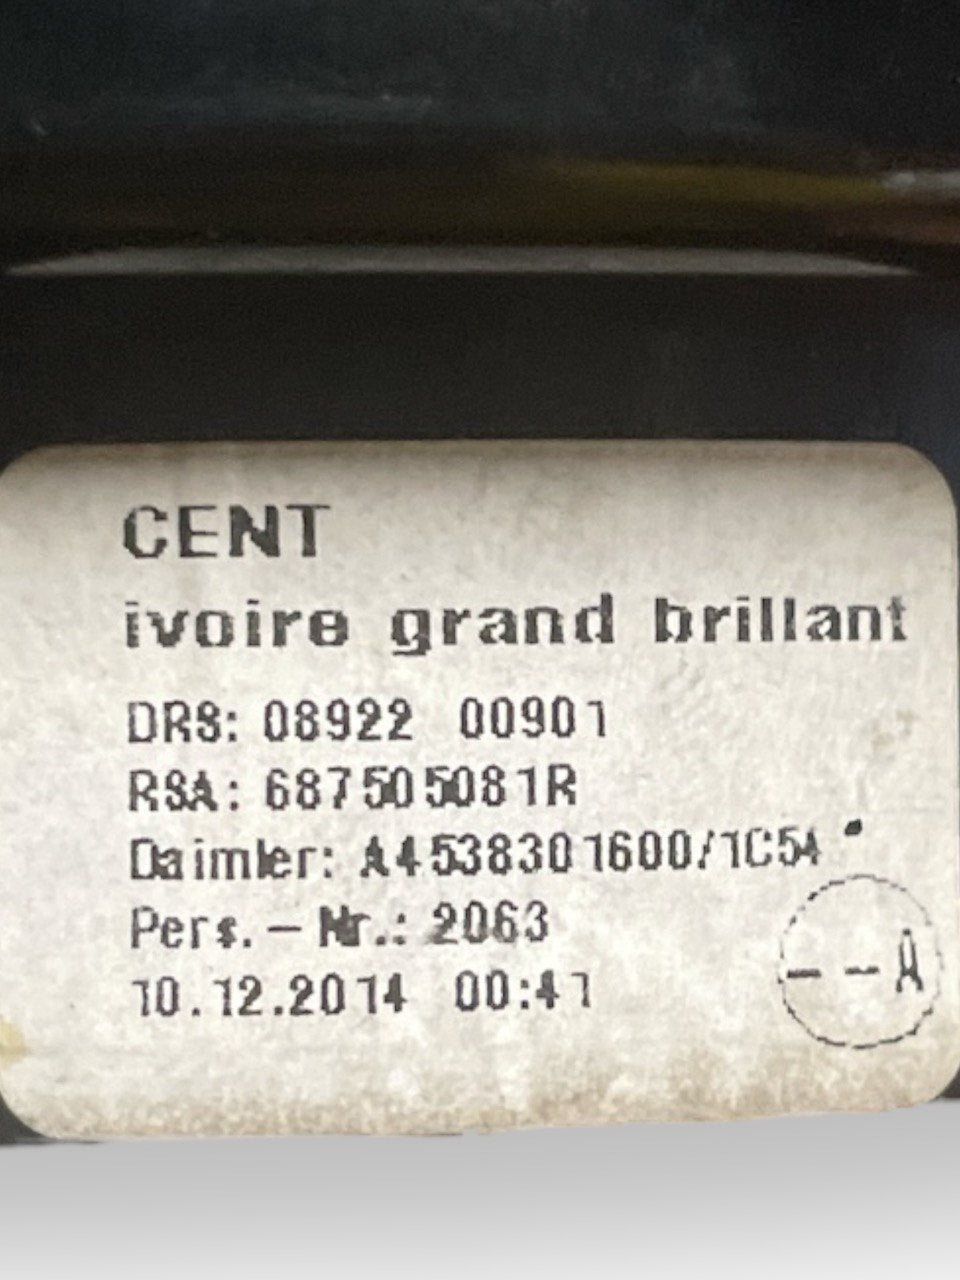 CENT
ivoire grand brillant
DRS: 08922 00901
RSA: 687505081R
Daimler: A4538301600/1C54
Pers.-Nr.: 2063
--A
10.12.2014 00:41